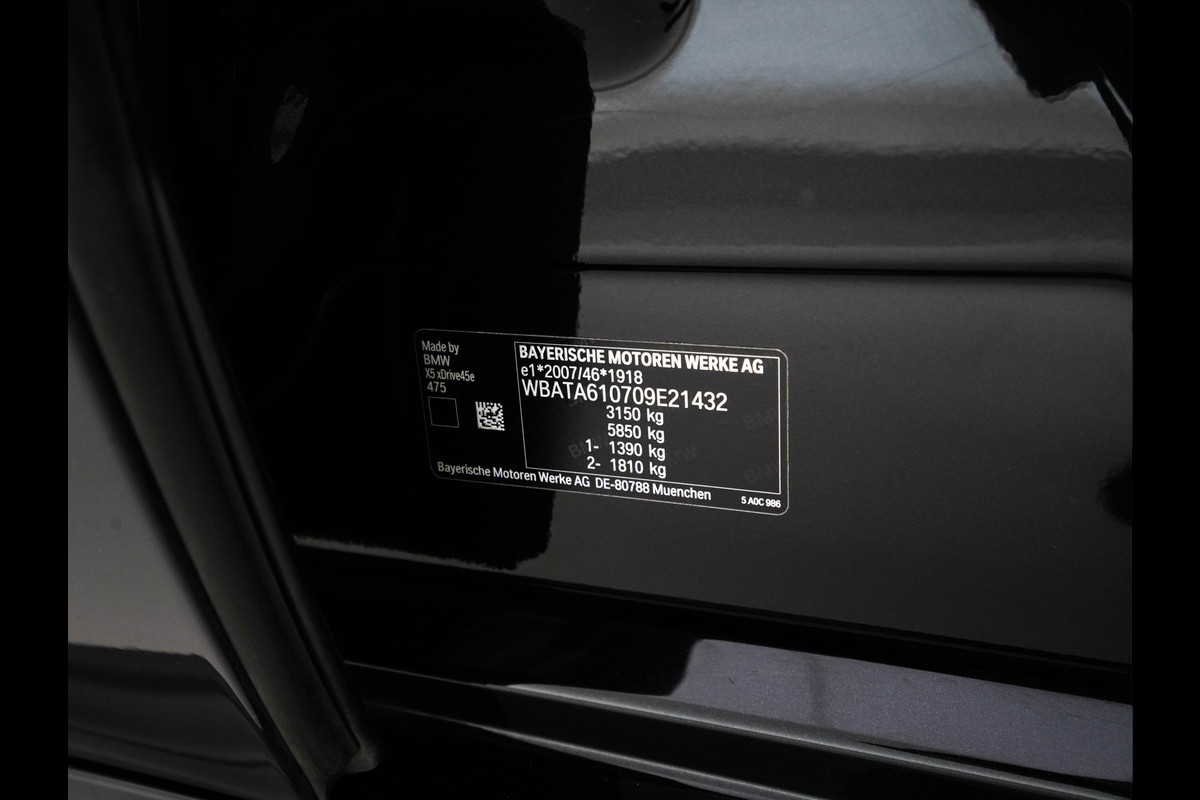 Made by
BMW
X5 xDrive45e
475
BAYERISCHE MOTOREN WERKE AG
e1*2007/46*1918
WBATA610709E21432
3150 kg
5850 kg
1- 1390 kg
2- 1810 kg
Bayerische Motoren Werke AG DE-80788 Muenchen
5 A0C 986